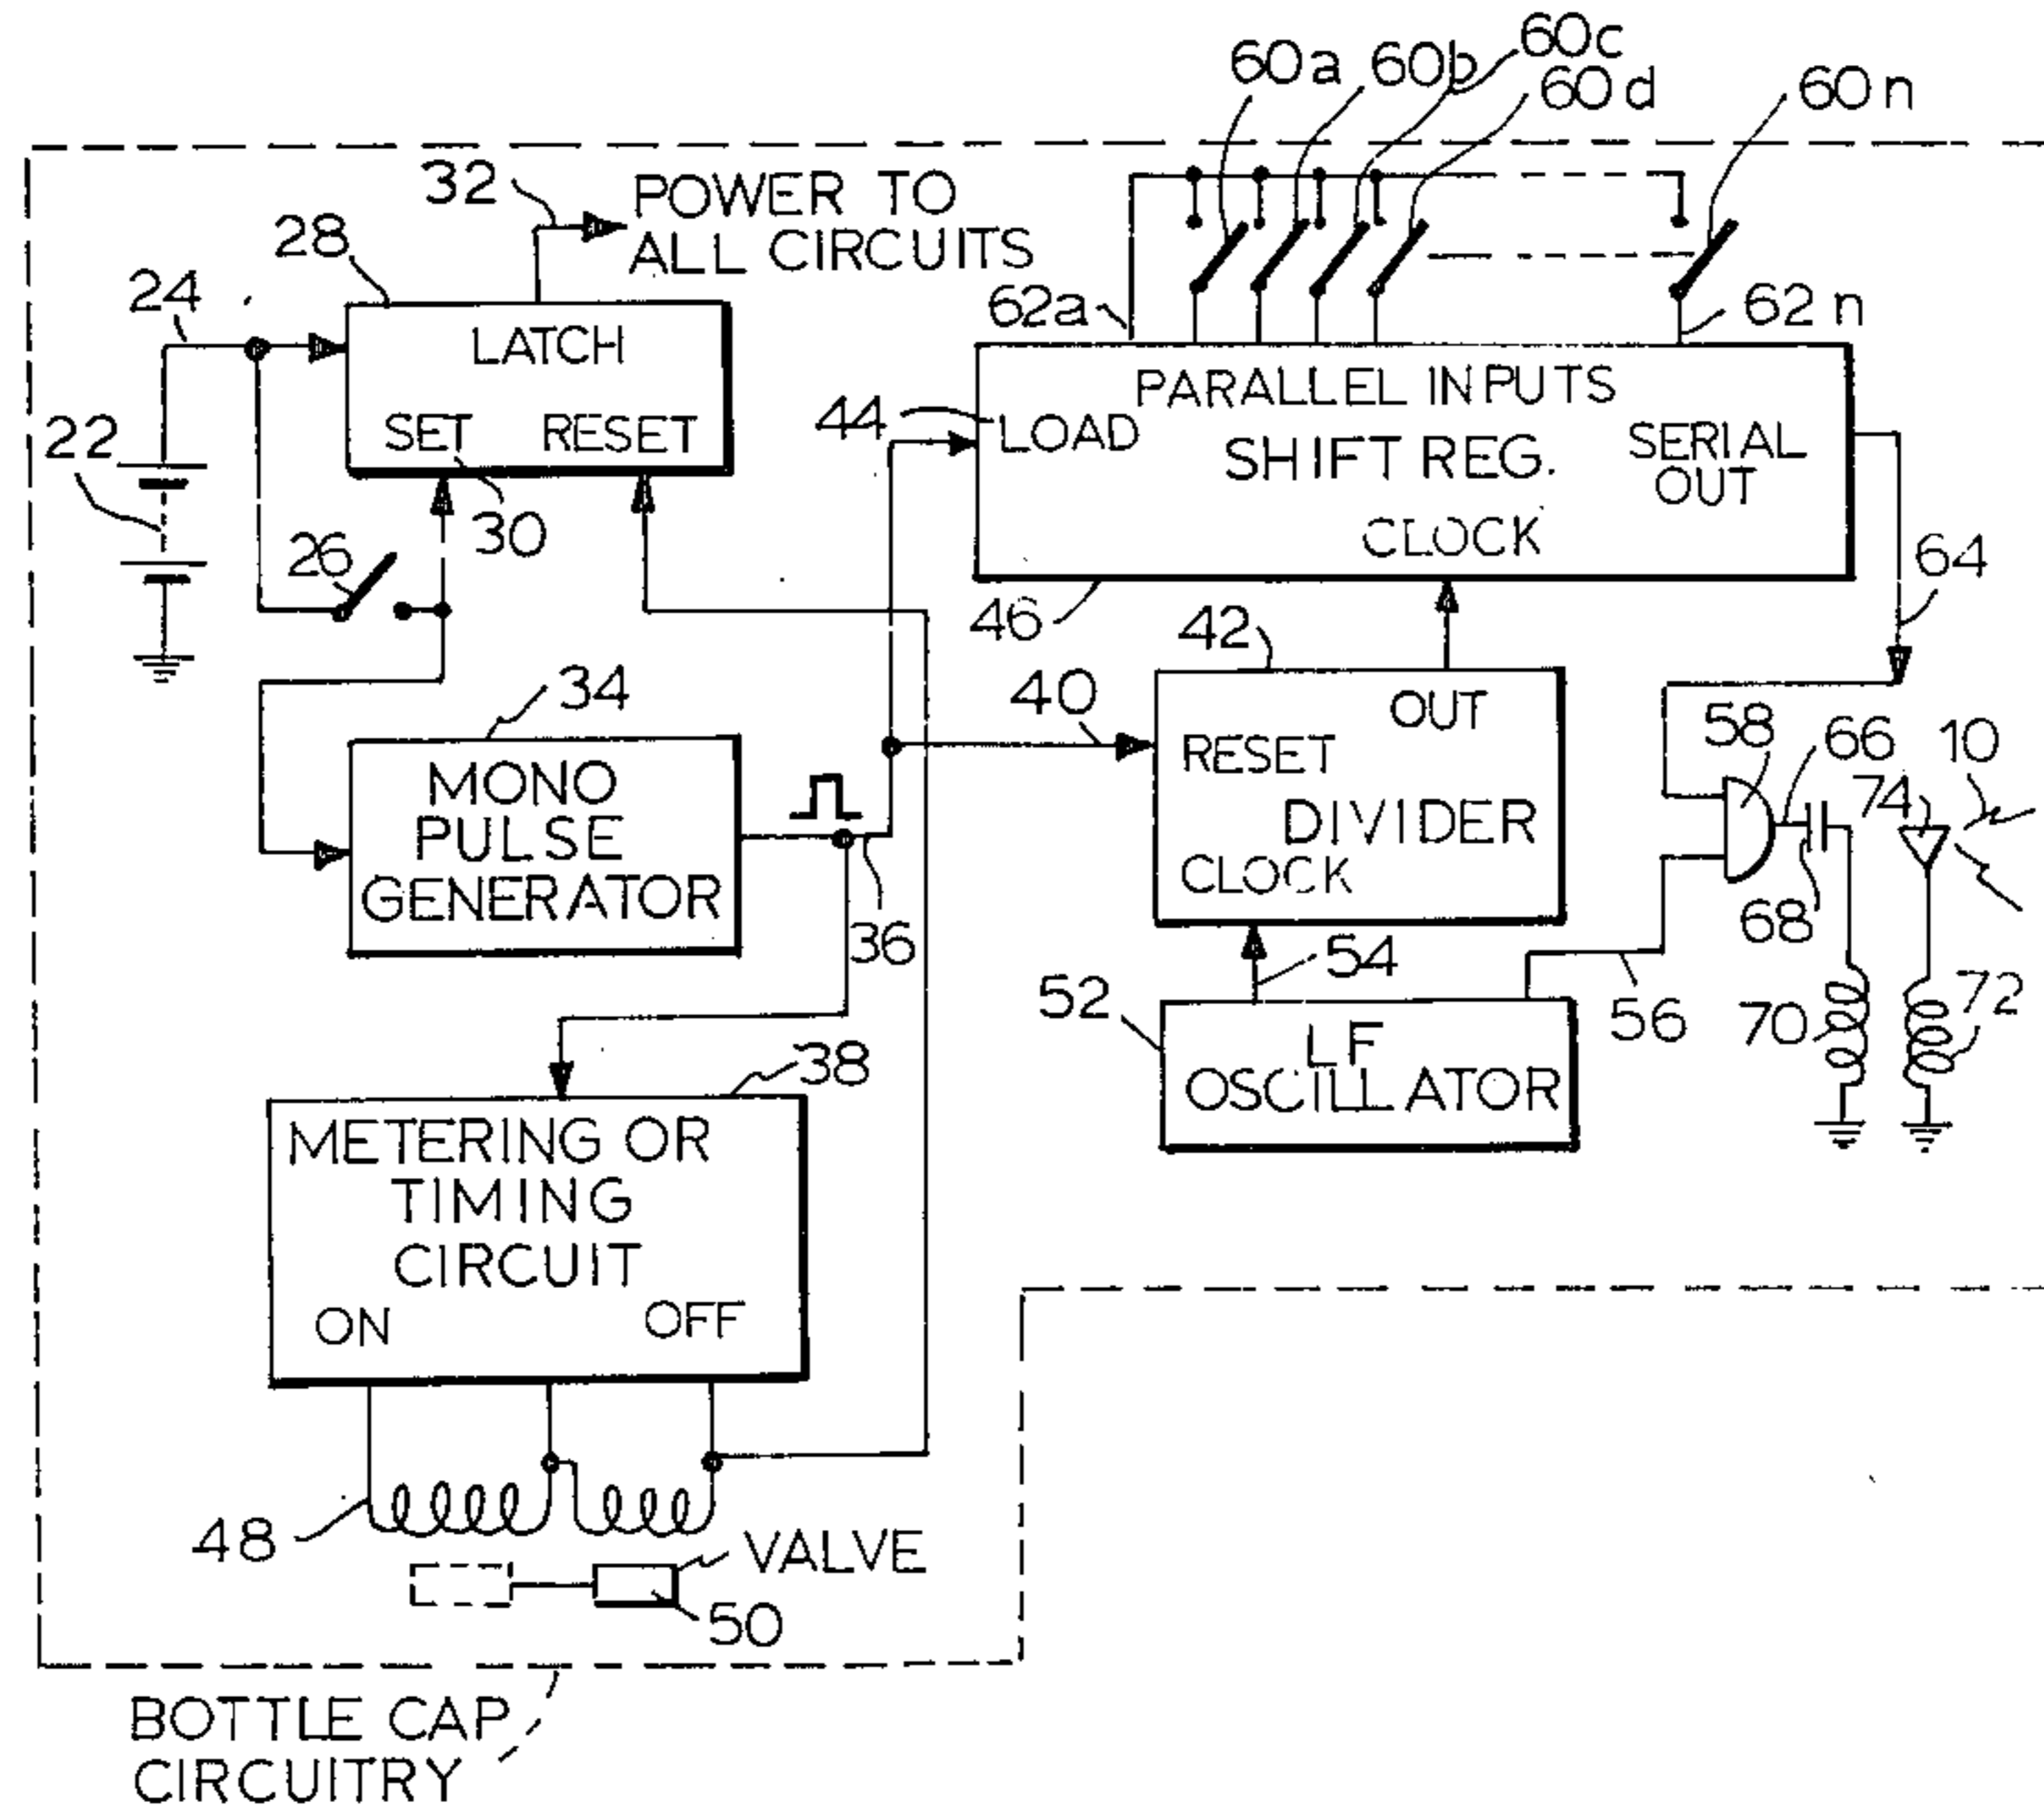 60a 60b 60c
60d 60n
32 POWER TO
ALL CIRCUITS
28
24
62a 62n
LATCH
SET RESET
22
30
26
44
PARALLEL INPUTS
LOAD
SHIFT REG.
SERIAL
OUT
CLOCK
64
46
42
34
40
OUT
RESET
DIVIDER
CLOCK
58 66 10
74
68
MONO
PULSE
GENERATOR
36
54
52
LF
OSCILLATOR
56
70 72
38
METERING OR
TIMING
CIRCUIT
ON OFF
48
VALVE
50
BOTTLE CAP
CIRCUITRY